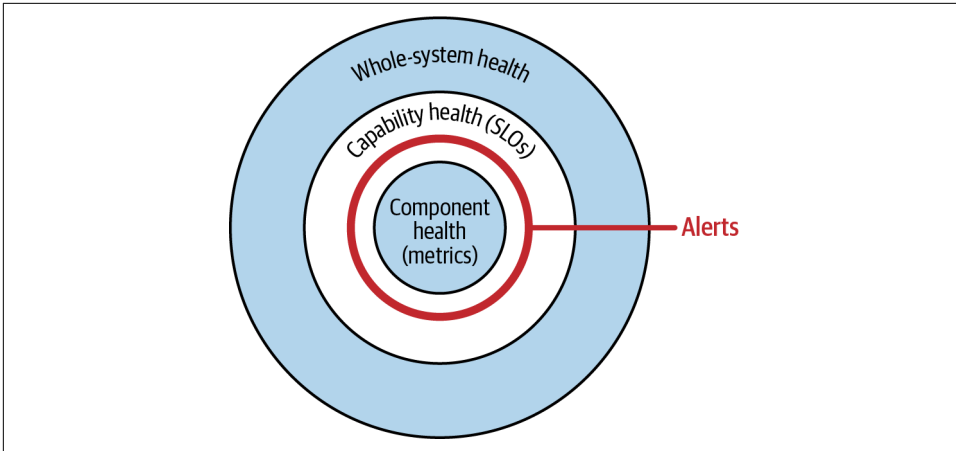 Whole-system health
Capability health (SLOs)
Component
health
(metrics)
Alerts